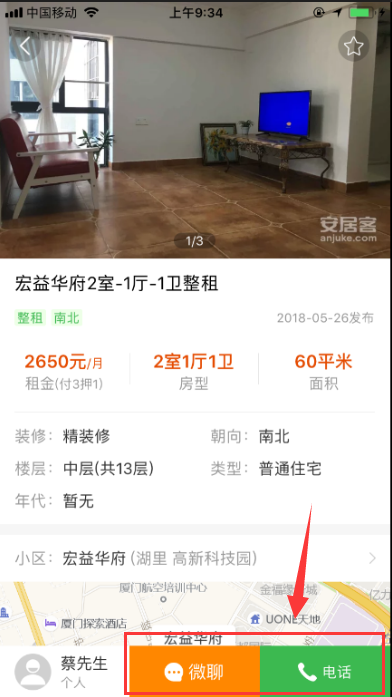 中国移动 上午9:34
安居客
anjuke.com
1/3
宏益华府2室-1厅-1卫整租
整租 南北 2018-05-26发布
2650元/月 2室1厅1卫 60平米
租金(付3押1) 房型 面积
装修: 精装修 朝向: 南北
楼层: 中层(共13层) 类型: 普通住宅
年代: 暂无
小区: 宏益华府 (湖里 高新科技园)
厦门航空培训中心
亿力
厦门探索酒店 UONE天地
宏益华府
蔡先生 微聊 电话
个人